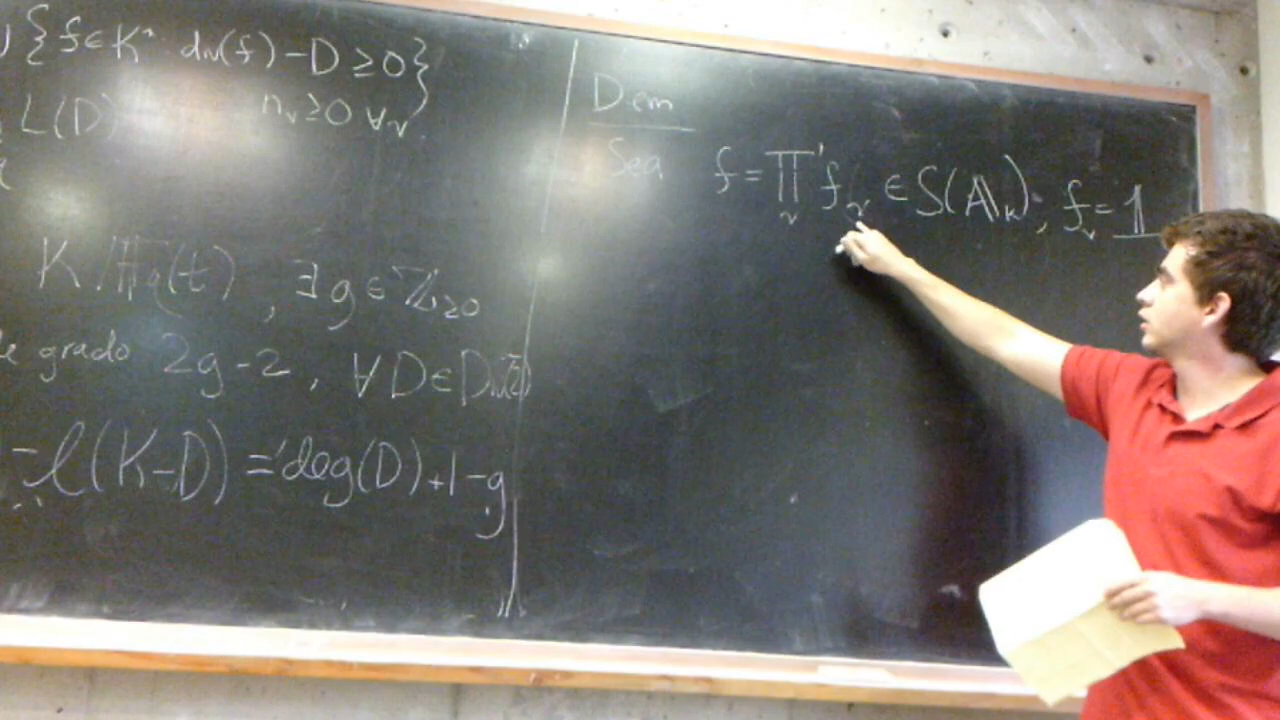 {f ∈ K^* div(f) - D ≥ 0}
L(D) n_v ≥ 0 ∀v
K/𝔽_q(t), ∃ g ∈ ℤ_{≥0}
de grado 2g-2, ∀ D ∈ Div
- ℓ(K-D) = deg(D)+1-g
Dem
Sea f = ∏'_v f_v ∈ S(𝔸_K); f_v = 𝟙